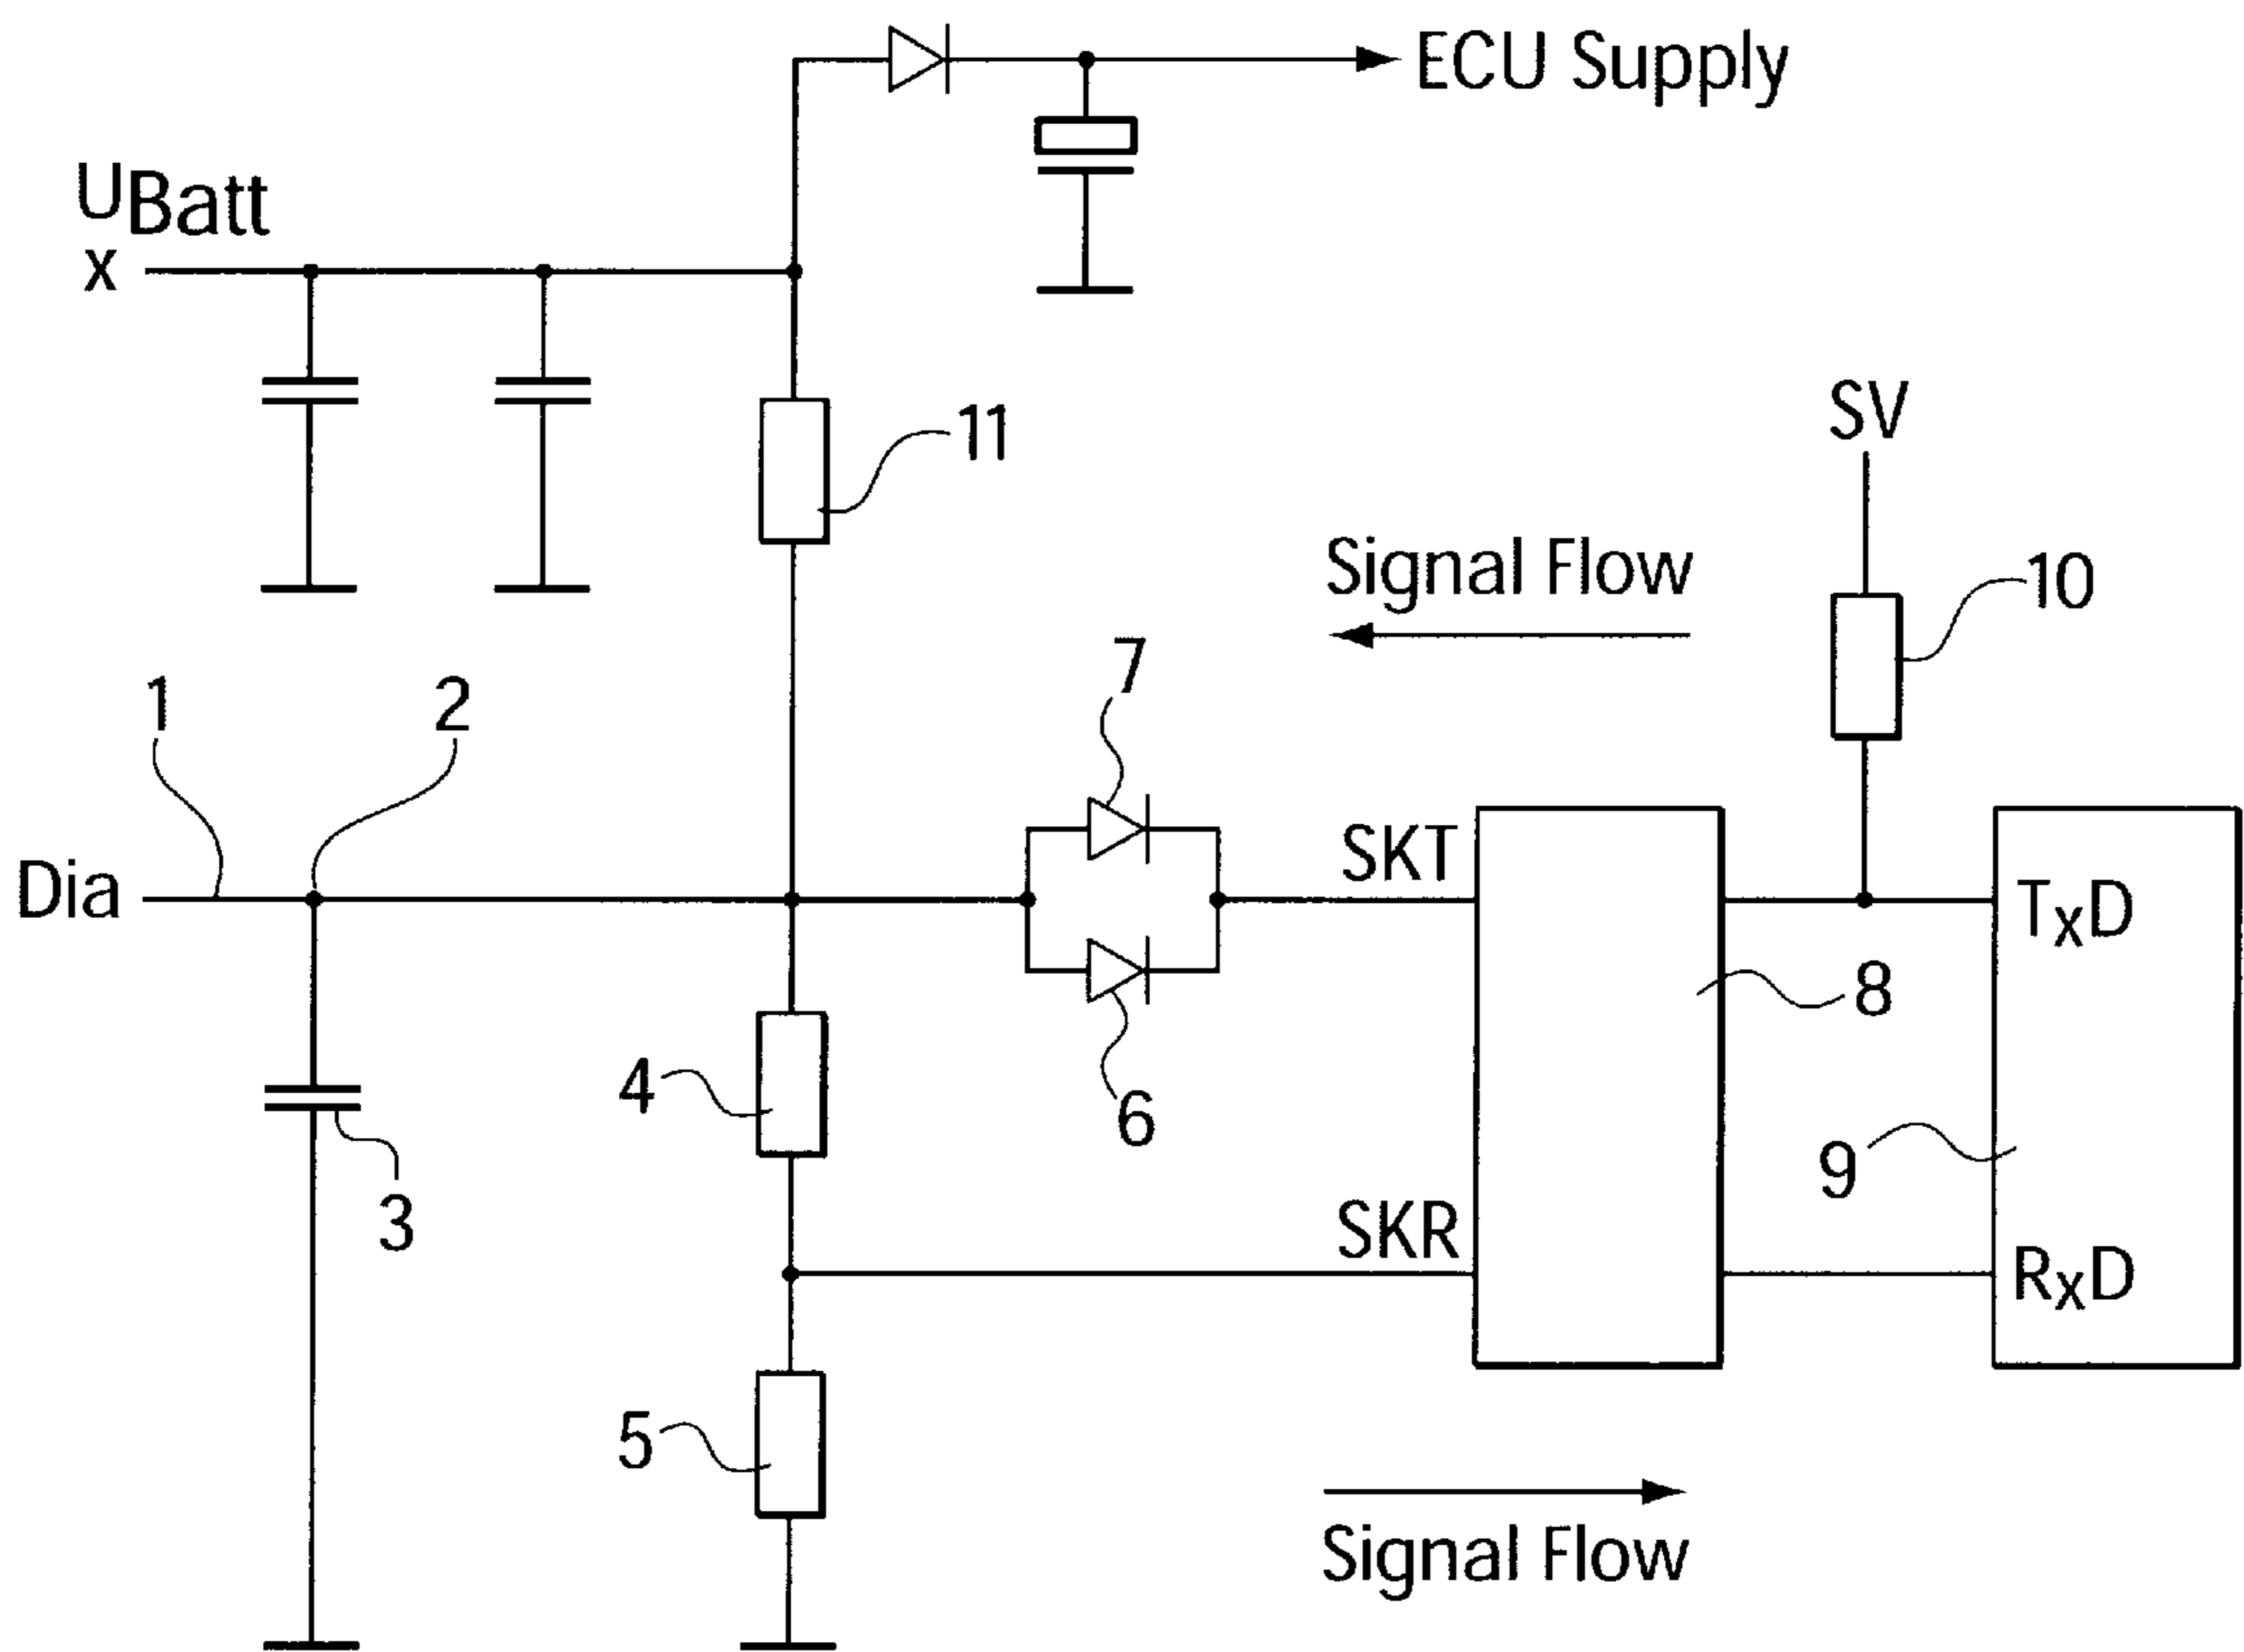 ECU Supply
UBatt
x
11
SV
Signal Flow
10
7
1
2
Dia
SKT
TxD
8
4
6
9
3
SKR
RxD
5
Signal Flow